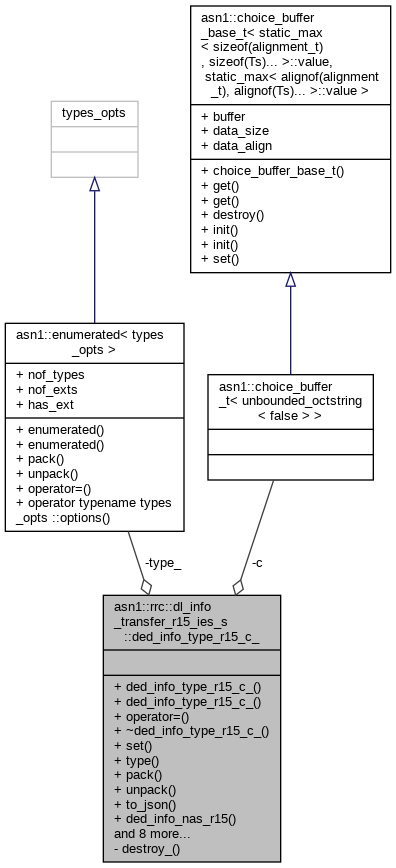 asn1::choice_buffer
_base_t< static_max
< sizeof(alignment_t)
, sizeof(Ts)... >::value,
static_max< alignof(alignment
_t), alignof(Ts)... >::value >
+ buffer
+ data_size
+ data_align
+ choice_buffer_base_t()
+ get()
+ get()
+ destroy()
+ init()
+ init()
+ set()
types_opts
asn1::enumerated< types
_opts >
+ nof_types
+ nof_exts
+ has_ext
+ enumerated()
+ enumerated()
+ pack()
+ unpack()
+ operator=()
+ operator typename types
_opts ::options()
asn1::choice_buffer
_t< unbounded_octstring
< false > >
-type_
-c
asn1::rrc::dl_info
_transfer_r15_ies_s
::ded_info_type_r15_c_
+ ded_info_type_r15_c_()
+ ded_info_type_r15_c_()
+ operator=()
+ ~ded_info_type_r15_c_()
+ set()
+ type()
+ pack()
+ unpack()
+ to_json()
+ ded_info_nas_r15()
and 8 more...
- destroy_()